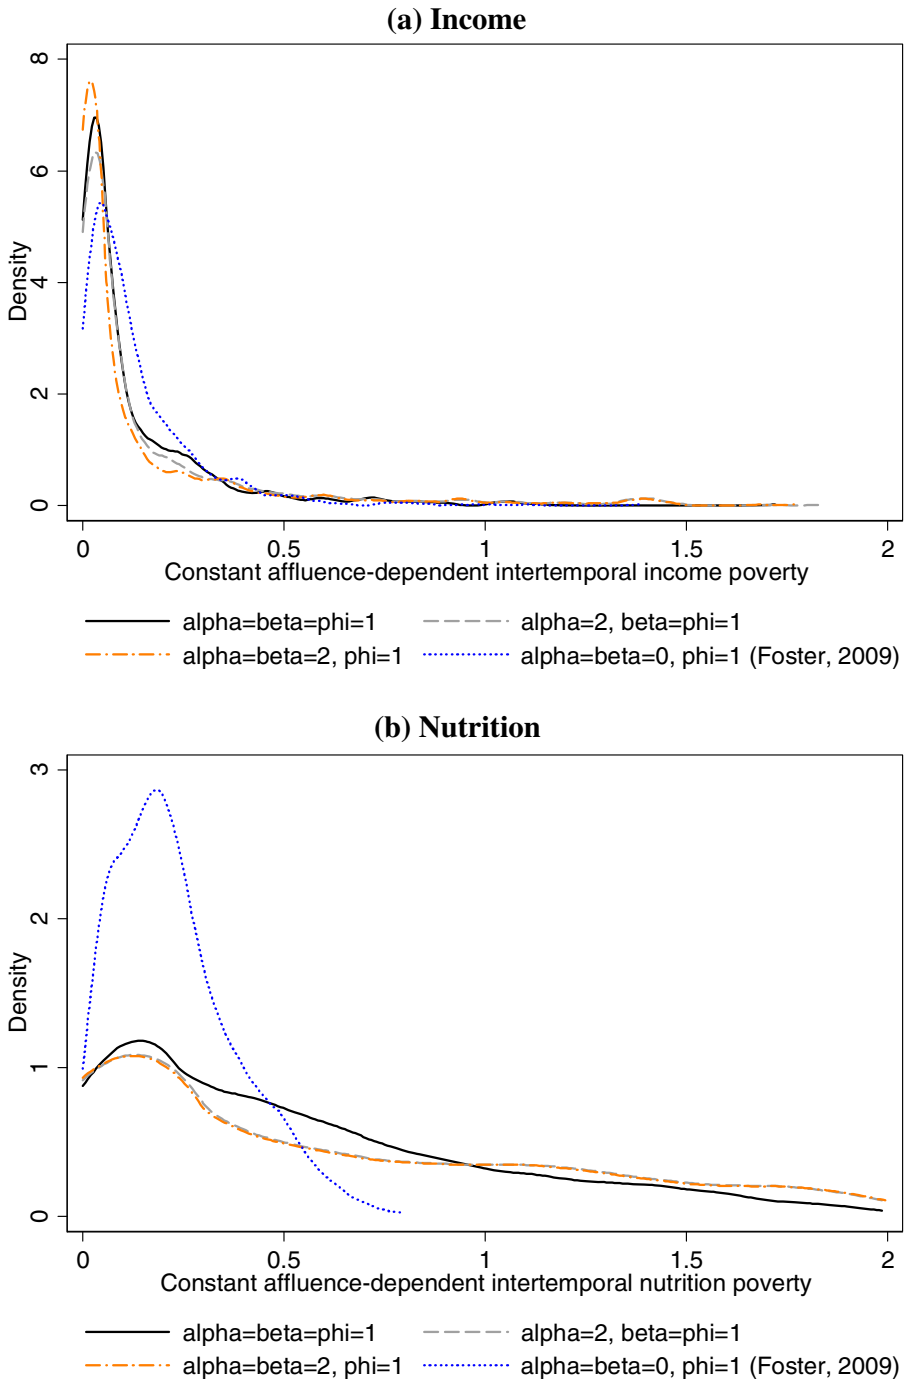 (a) Income
8
6
4
2
0
Density
0 0.5 1 1.5 2
Constant affluence-dependent intertemporal income poverty
alpha=beta=phi=1 alpha=2, beta=phi=1
alpha=beta=2, phi=1 alpha=beta=0, phi=1 (Foster, 2009)
(b) Nutrition
3
2
1
0
Density
0 0.5 1 1.5 2
Constant affluence-dependent intertemporal nutrition poverty
alpha=beta=phi=1 alpha=2, beta=phi=1
alpha=beta=2, phi=1 alpha=beta=0, phi=1 (Foster, 2009)